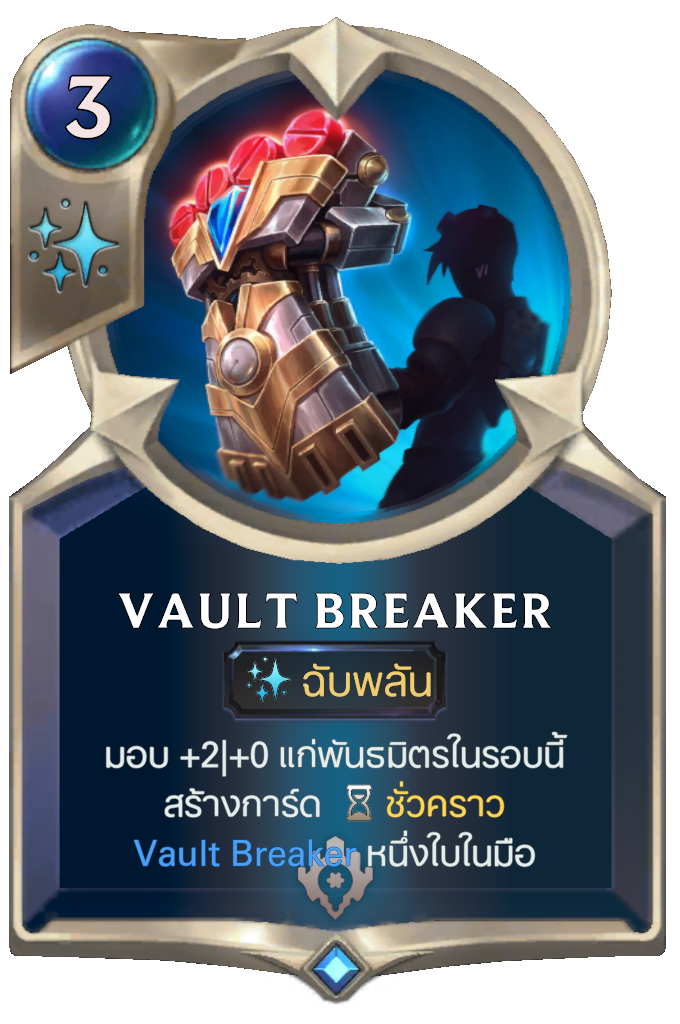 3
VAULT BREAKER
ฉับพลัน
มอบ +2|+0 แก่พันธมิตรในรอบนี้
สร้างการ์ด ชั่วคราว
Vault Breaker หนึ่งใบในมือ